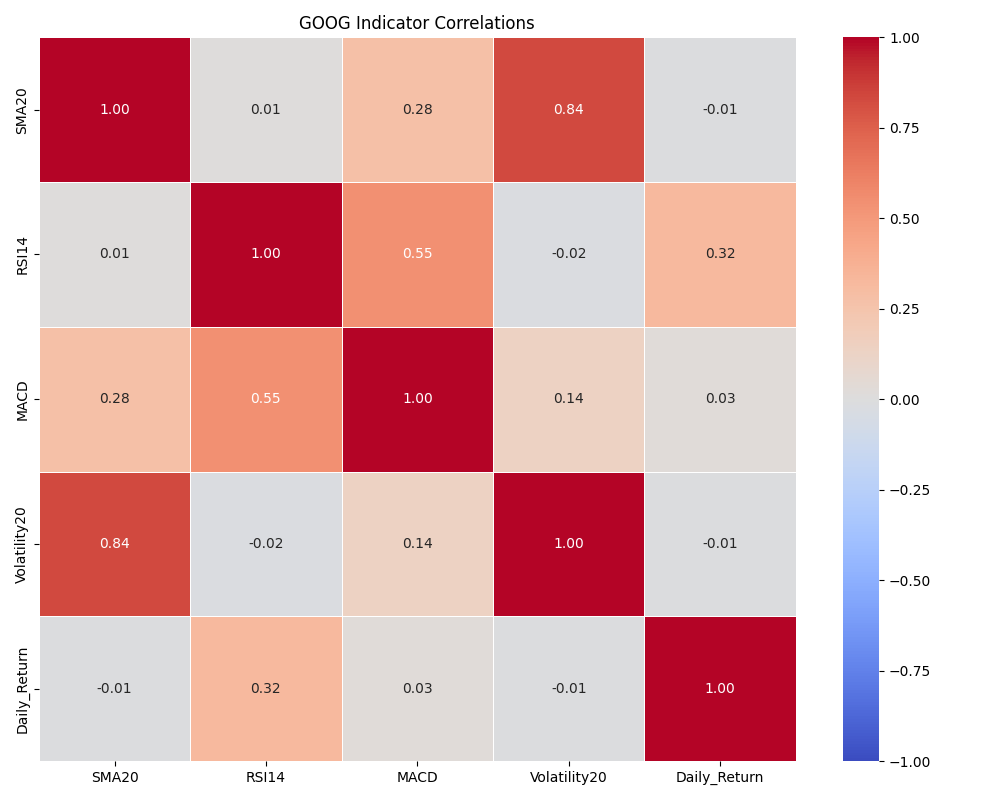 GOOG Indicator Correlations
SMA20 1.00 0.01 0.28 0.84 -0.01
RSI14 0.01 1.00 0.55 -0.02 0.32
MACD 0.28 0.55 1.00 0.14 0.03
Volatility20 0.84 -0.02 0.14 1.00 -0.01
Daily_Return -0.01 0.32 0.03 -0.01 1.00
SMA20 RSI14 MACD Volatility20 Daily_Return
1.00
0.75
0.50
0.25
0.00
−0.25
−0.50
−0.75
−1.00